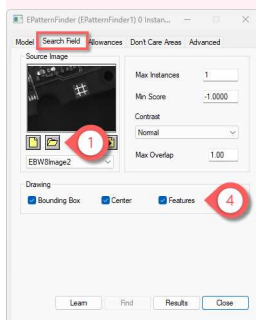 EPatternFinder (EPatternFinder1) 0 Instan...
Model Search Field Allowances Don't Care Areas Advanced
Source Image
Max Instances 1
Min Score -1.0000
Contrast
Normal
1
EBW8Image2
Max Overlap 1.00
Drawing
Bounding Box Center Features 4
Learn Find Results Close